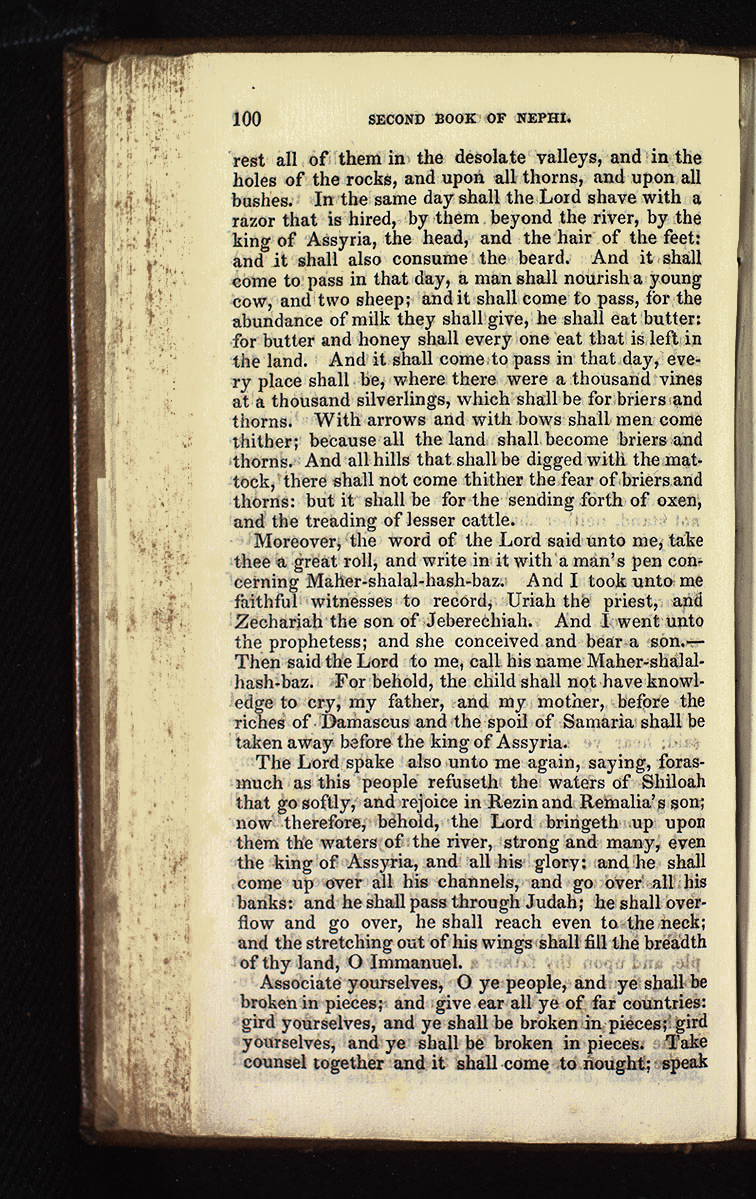 100 SECOND BOOK OF NEPHI.
rest all of them in the desolate valleys, and in the
holes of the rocks, and upon all thorns, and upon all
bushes. In the same day shall the Lord shave with a
razor that is hired, by them beyond the river, by the
king of Assyria, the head, and the hair of the feet:
and it shall also consume the beard. And it shall
come to pass in that day, a man shall nourish a young
cow, and two sheep; and it shall come to pass, for the
abundance of milk they shall give, he shall eat butter:
for butter and honey shall every one eat that is left in
the land. And it shall come to pass in that day, eve-
ry place shall be, where there were a thousand vines
at a thousand silverlings, which shall be for briers and
thorns. With arrows and with bows shall men come
thither; because all the land shall become briers and
thorns. And all hills that shall be digged with the mat-
tock, there shall not come thither the fear of briers and
thorns: but it shall be for the sending forth of oxen,
and the treading of lesser cattle.
Moreover, the word of the Lord said unto me, take
thee a great roll, and write in it with a man's pen con-
cerning Maher-shalal-hash-baz. And I took unto me
faithful witnesses to record, Uriah the priest, and
Zechariah the son of Jeberechiah. And I went unto
the prophetess; and she conceived and bear a son.—
Then said the Lord to me, call his name Maher-shalal-
hash-baz. For behold, the child shall not have knowl-
edge to cry, my father, and my mother, before the
riches of Damascus and the spoil of Samaria shall be
taken away before the king of Assyria.
The Lord spake also unto me again, saying, foras-
much as this people refuseth the waters of Shiloah
that go softly, and rejoice in Rezin and Remalia's son;
now therefore, behold, the Lord bringeth up upon
them the waters of the river, strong and many, even
the king of Assyria, and all his glory: and he shall
come up over all his channels, and go over all his
banks: and he shall pass through Judah; he shall over-
flow and go over, he shall reach even to the neck;
and the stretching out of his wings shall fill the breadth
of thy land, O Immanuel.
Associate yourselves, O ye people, and ye shall be
broken in pieces; and give ear all ye of far countries:
gird yourselves, and ye shall be broken in pieces; gird
yourselves, and ye shall be broken in pieces. Take
counsel together and it shall come to nought; speak